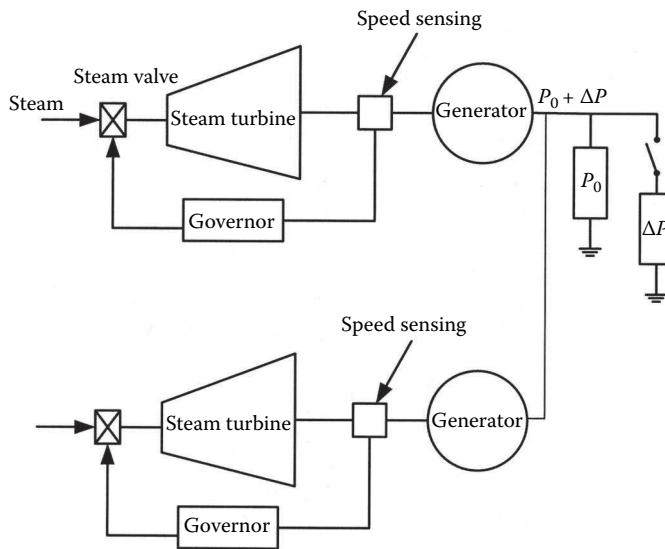 Speed sensing
Steam valve
Steam
Steam turbine
Generator
P₀ + ΔP
P₀
ΔP
Governor
Speed sensing
Steam turbine
Generator
Governor